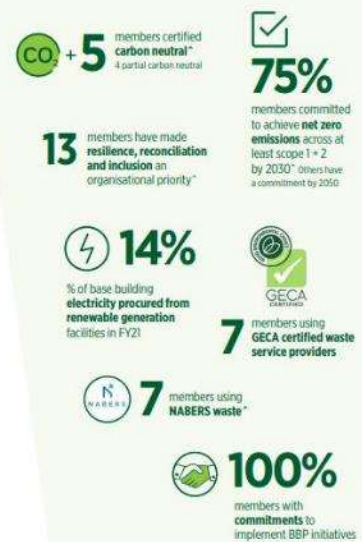 CO₂ + 5
members certified
carbon neutral^
4 partial carbon neutral
75%
members committed
to achieve net zero
emissions across at
least scope 1 + 2
by 2030^ Others have
a commitment by 2050
13
members have made
resilience, reconciliation
and inclusion an
organisational priority^
14%
% of base building
electricity procured from
renewable generation
facilities in FY21
GECA
CERTIFIED
7
members using
GECA certified waste
service providers
NABERS
7
members using
NABERS waste^
100%
members with
commitments to
implement BBP initiatives